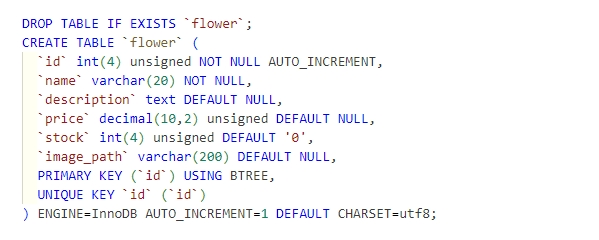 DROP TABLE IF EXISTS `flower`;
CREATE TABLE `flower` (
  `id` int(4) unsigned NOT NULL AUTO_INCREMENT,
  `name` varchar(20) NOT NULL,
  `description` text DEFAULT NULL,
  `price` decimal(10,2) unsigned DEFAULT NULL,
  `stock` int(4) unsigned DEFAULT '0',
  `image_path` varchar(200) DEFAULT NULL,
  PRIMARY KEY (`id`) USING BTREE,
  UNIQUE KEY `id` (`id`)
) ENGINE=InnoDB AUTO_INCREMENT=1 DEFAULT CHARSET=utf8;